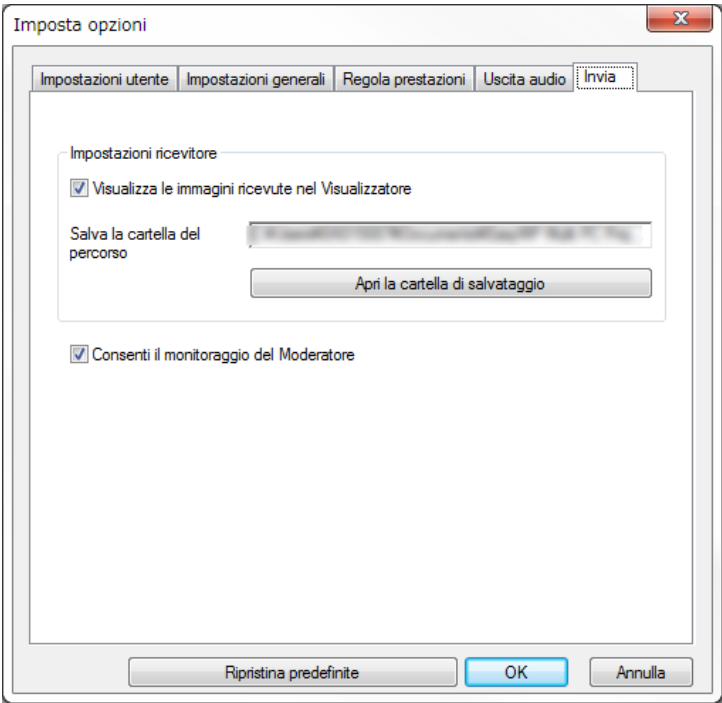 Imposta opzioni
Impostazioni utente
Impostazioni generali
Regola prestazioni
Uscita audio
Invia
Impostazioni ricevitore
Visualizza le immagini ricevute nel Visualizzatore
Salva la cartella del
percorso
Apri la cartella di salvataggio
Consenti il monitoraggio del Moderatore
Ripristina predefinite
OK
Annulla